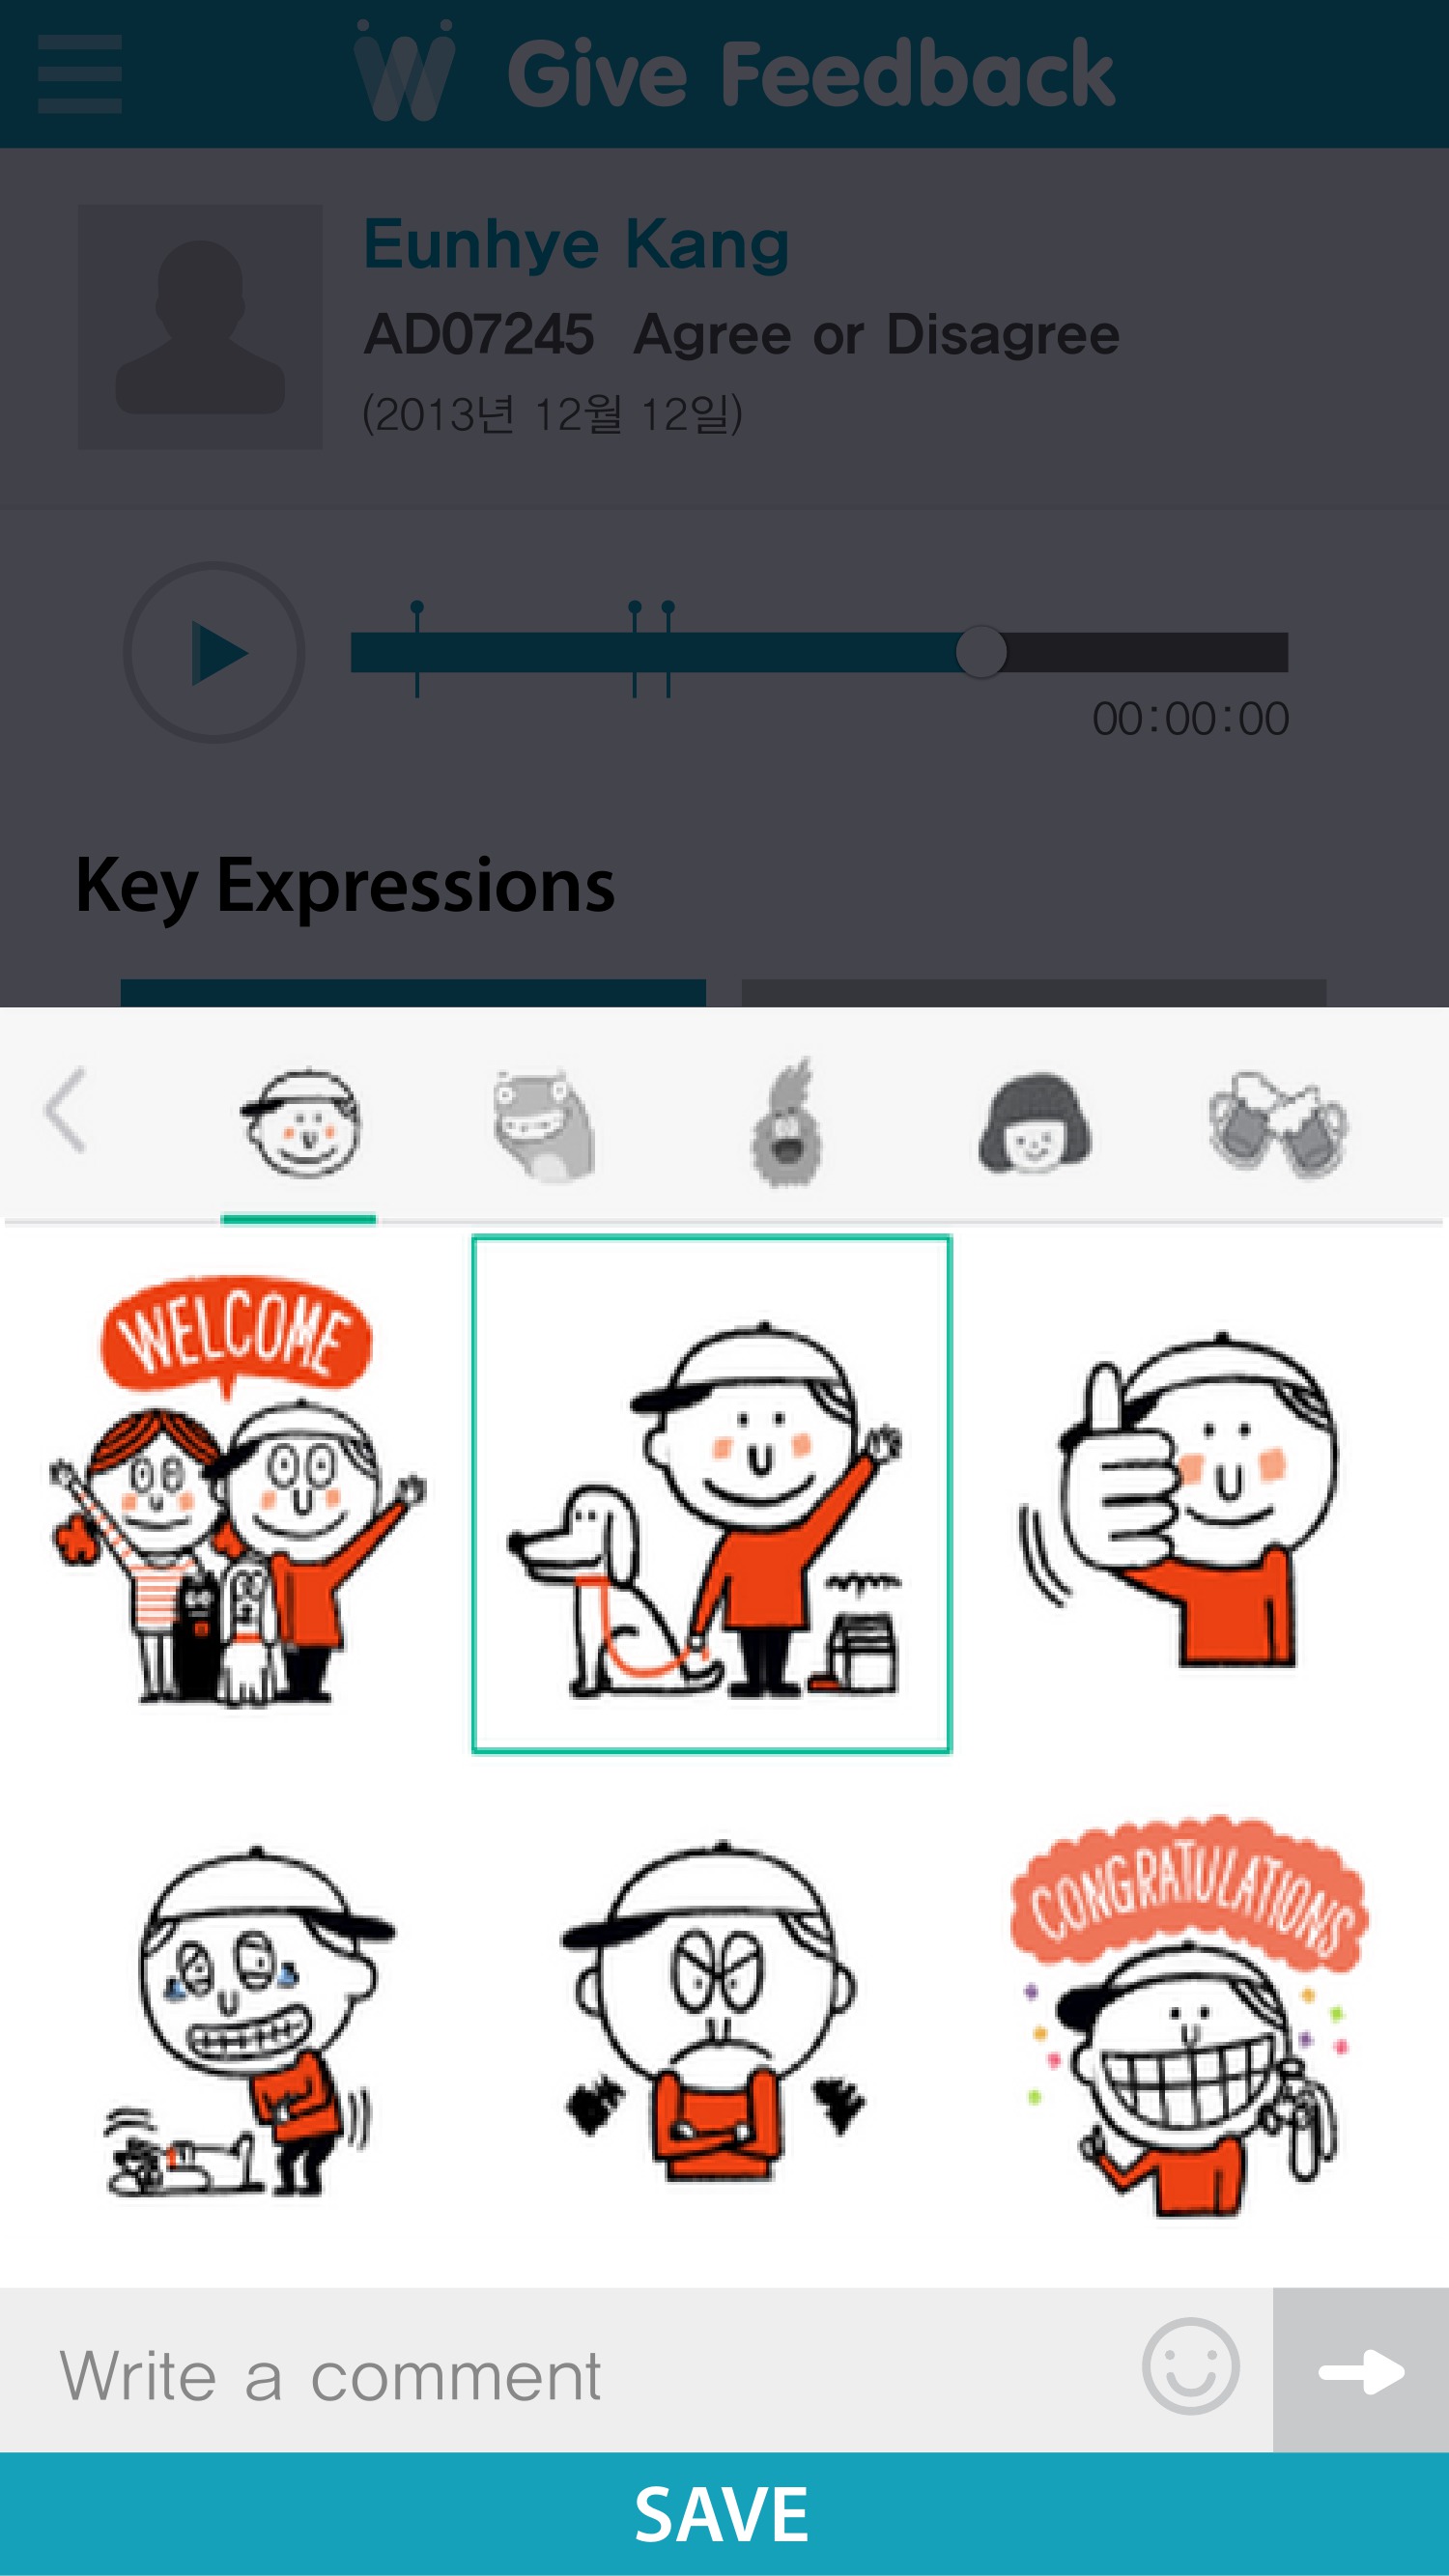 Give Feedback
Eunhye Kang
AD07245 Agree or Disagree
(2013년 12월 12일)
00:00:00
Key Expressions
WELCOME
CONGRATULATIONS
Write a comment
SAVE